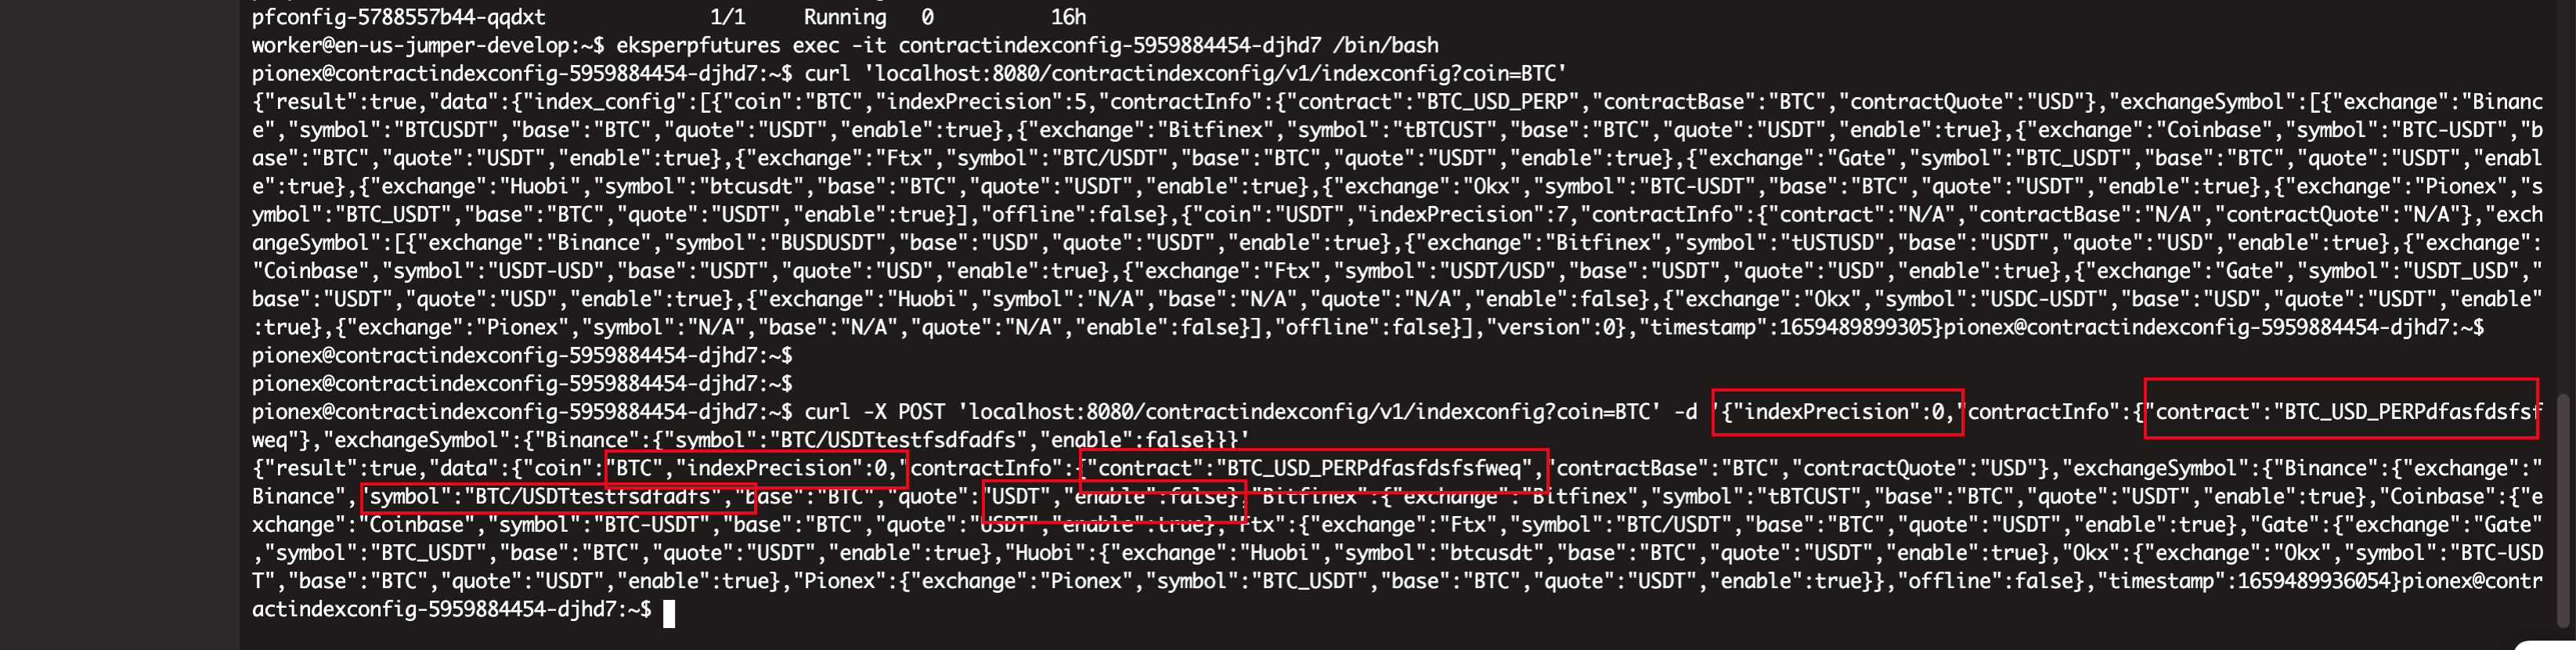 pfconfig-5788557b44-qqdxt 1/1 Running 0 16h
worker@en-us-jumper-develop:~$ eksperpfutures exec -it contractindexconfig-5959884454-djhd7 /bin/bash
pionex@contractindexconfig-5959884454-djhd7:~$ curl 'localhost:8080/contractindexconfig/v1/indexconfig?coin=BTC'
{"result":true,"data":{"index_config":[{"coin":"BTC","indexPrecision":5,"contractInfo":{"contract":"BTC_USD_PERP","contractBase":"BTC","contractQuote":"USD"},"exchangeSymbol":[{"exchange":"Binanc
e","symbol":"BTCUSDT","base":"BTC","quote":"USDT","enable":true},{"exchange":"Bitfinex","symbol":"tBTCUST","base":"BTC","quote":"USDT","enable":true},{"exchange":"Coinbase","symbol":"BTC-USDT","b
ase":"BTC","quote":"USDT","enable":true},{"exchange":"Ftx","symbol":"BTC/USDT","base":"BTC","quote":"USDT","enable":true},{"exchange":"Gate","symbol":"BTC_USDT","base":"BTC","quote":"USDT","enabl
e":true},{"exchange":"Huobi","symbol":"btcusdt","base":"BTC","quote":"USDT","enable":true},{"exchange":"Okx","symbol":"BTC-USDT","base":"BTC","quote":"USDT","enable":true},{"exchange":"Pionex","s
ymbol":"BTC_USDT","base":"BTC","quote":"USDT","enable":true}],"offline":false},{"coin":"USDT","indexPrecision":7,"contractInfo":{"contract":"N/A","contractBase":"N/A","contractQuote":"N/A"},"exch
angeSymbol":[{"exchange":"Binance","symbol":"BUSDUSDT","base":"USD","quote":"USDT","enable":true},{"exchange":"Bitfinex","symbol":"tUSTUSD","base":"USDT","quote":"USD","enable":true},{"exchange":
"Coinbase","symbol":"USDT-USD","base":"USDT","quote":"USD","enable":true},{"exchange":"Ftx","symbol":"USDT/USD","base":"USDT","quote":"USD","enable":true},{"exchange":"Gate","symbol":"USDT_USD","
base":"USDT","quote":"USD","enable":true},{"exchange":"Huobi","symbol":"N/A","base":"N/A","quote":"N/A","enable":false},{"exchange":"Okx","symbol":"USDC-USDT","base":"USD","quote":"USDT","enable"
:true},{"exchange":"Pionex","symbol":"N/A","base":"N/A","quote":"N/A","enable":false}],"offline":false}],"version":0},"timestamp":1659489899305}pionex@contractindexconfig-5959884454-djhd7:~$
pionex@contractindexconfig-5959884454-djhd7:~$
pionex@contractindexconfig-5959884454-djhd7:~$
pionex@contractindexconfig-5959884454-djhd7:~$ curl -X POST 'localhost:8080/contractindexconfig/v1/indexconfig?coin=BTC' -d '{"indexPrecision":0,"contractInfo":{"contract":"BTC_USD_PERPdfasfdsfsf
weq"},"exchangeSymbol":{"Binance":{"symbol":"BTC/USDTtestfsdfadfs","enable":false}}}'
{"result":true,"data":{"coin":"BTC","indexPrecision":0,"contractInfo":{"contract":"BTC_USD_PERPdfasfdsfsfweq","contractBase":"BTC","contractQuote":"USD"},"exchangeSymbol":{"Binance":{"exchange":"
Binance","symbol":"BTC/USDTtestfsdfadfs","base":"BTC","quote":"USDT","enable":false},"Bitfinex":{"exchange":"Bitfinex","symbol":"tBTCUST","base":"BTC","quote":"USDT","enable":true},"Coinbase":{"e
xchange":"Coinbase","symbol":"BTC-USDT","base":"BTC","quote":"USDT","enable":true},"Ftx":{"exchange":"Ftx","symbol":"BTC/USDT","base":"BTC","quote":"USDT","enable":true},"Gate":{"exchange":"Gate"
,"symbol":"BTC_USDT","base":"BTC","quote":"USDT","enable":true},"Huobi":{"exchange":"Huobi","symbol":"btcusdt","base":"BTC","quote":"USDT","enable":true},"Okx":{"exchange":"Okx","symbol":"BTC-USD
T","base":"BTC","quote":"USDT","enable":true},"Pionex":{"exchange":"Pionex","symbol":"BTC_USDT","base":"BTC","quote":"USDT","enable":true}},"offline":false},"timestamp":1659489936054}pionex@contr
actindexconfig-5959884454-djhd7:~$